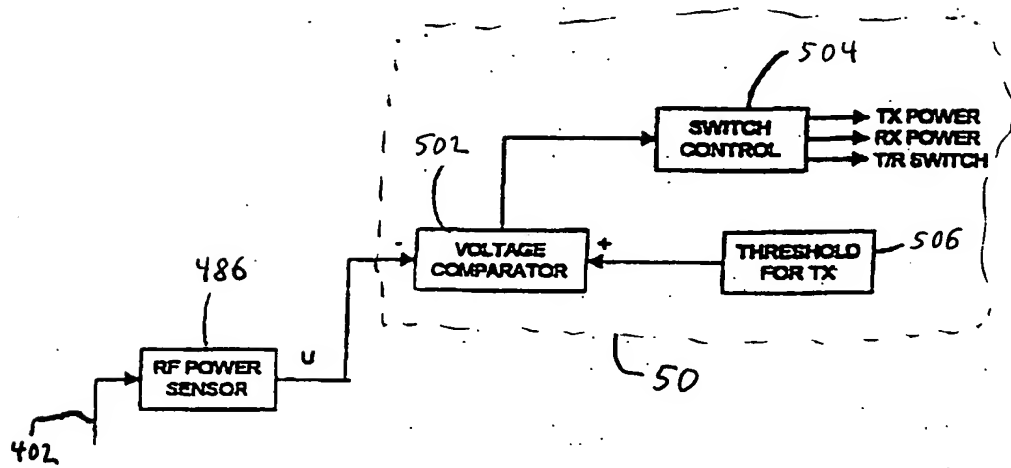 504
SWITCH
CONTROL
TX POWER
RX POWER
T/R SWITCH
502
- VOLTAGE
COMPARATOR
+
THRESHOLD
FOR TX
506
486
RF POWER
SENSOR
U
50
402